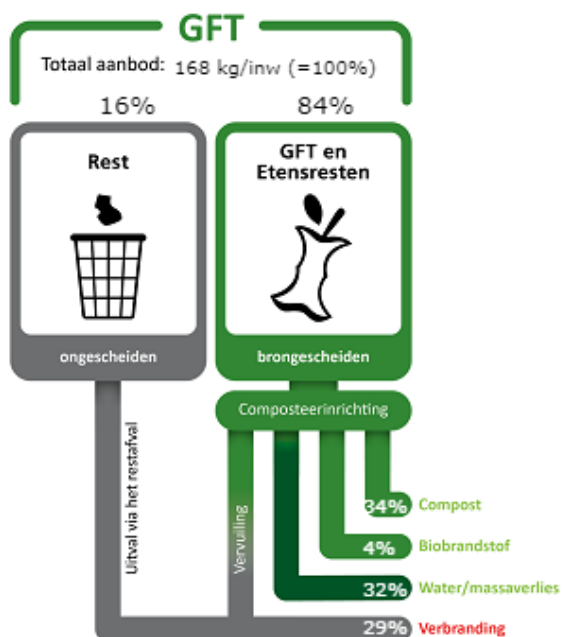 GFT
Totaal aanbod: 168 kg/inw (=100%)
16%
84%
Rest
GFT en
Etensresten
ongescheiden
brongescheiden
Composteerinrichting
Uitval via het restafval
Vervuiling
34% Compost
4% Biobrandstof
32% Water/massaverlies
29% Verbranding